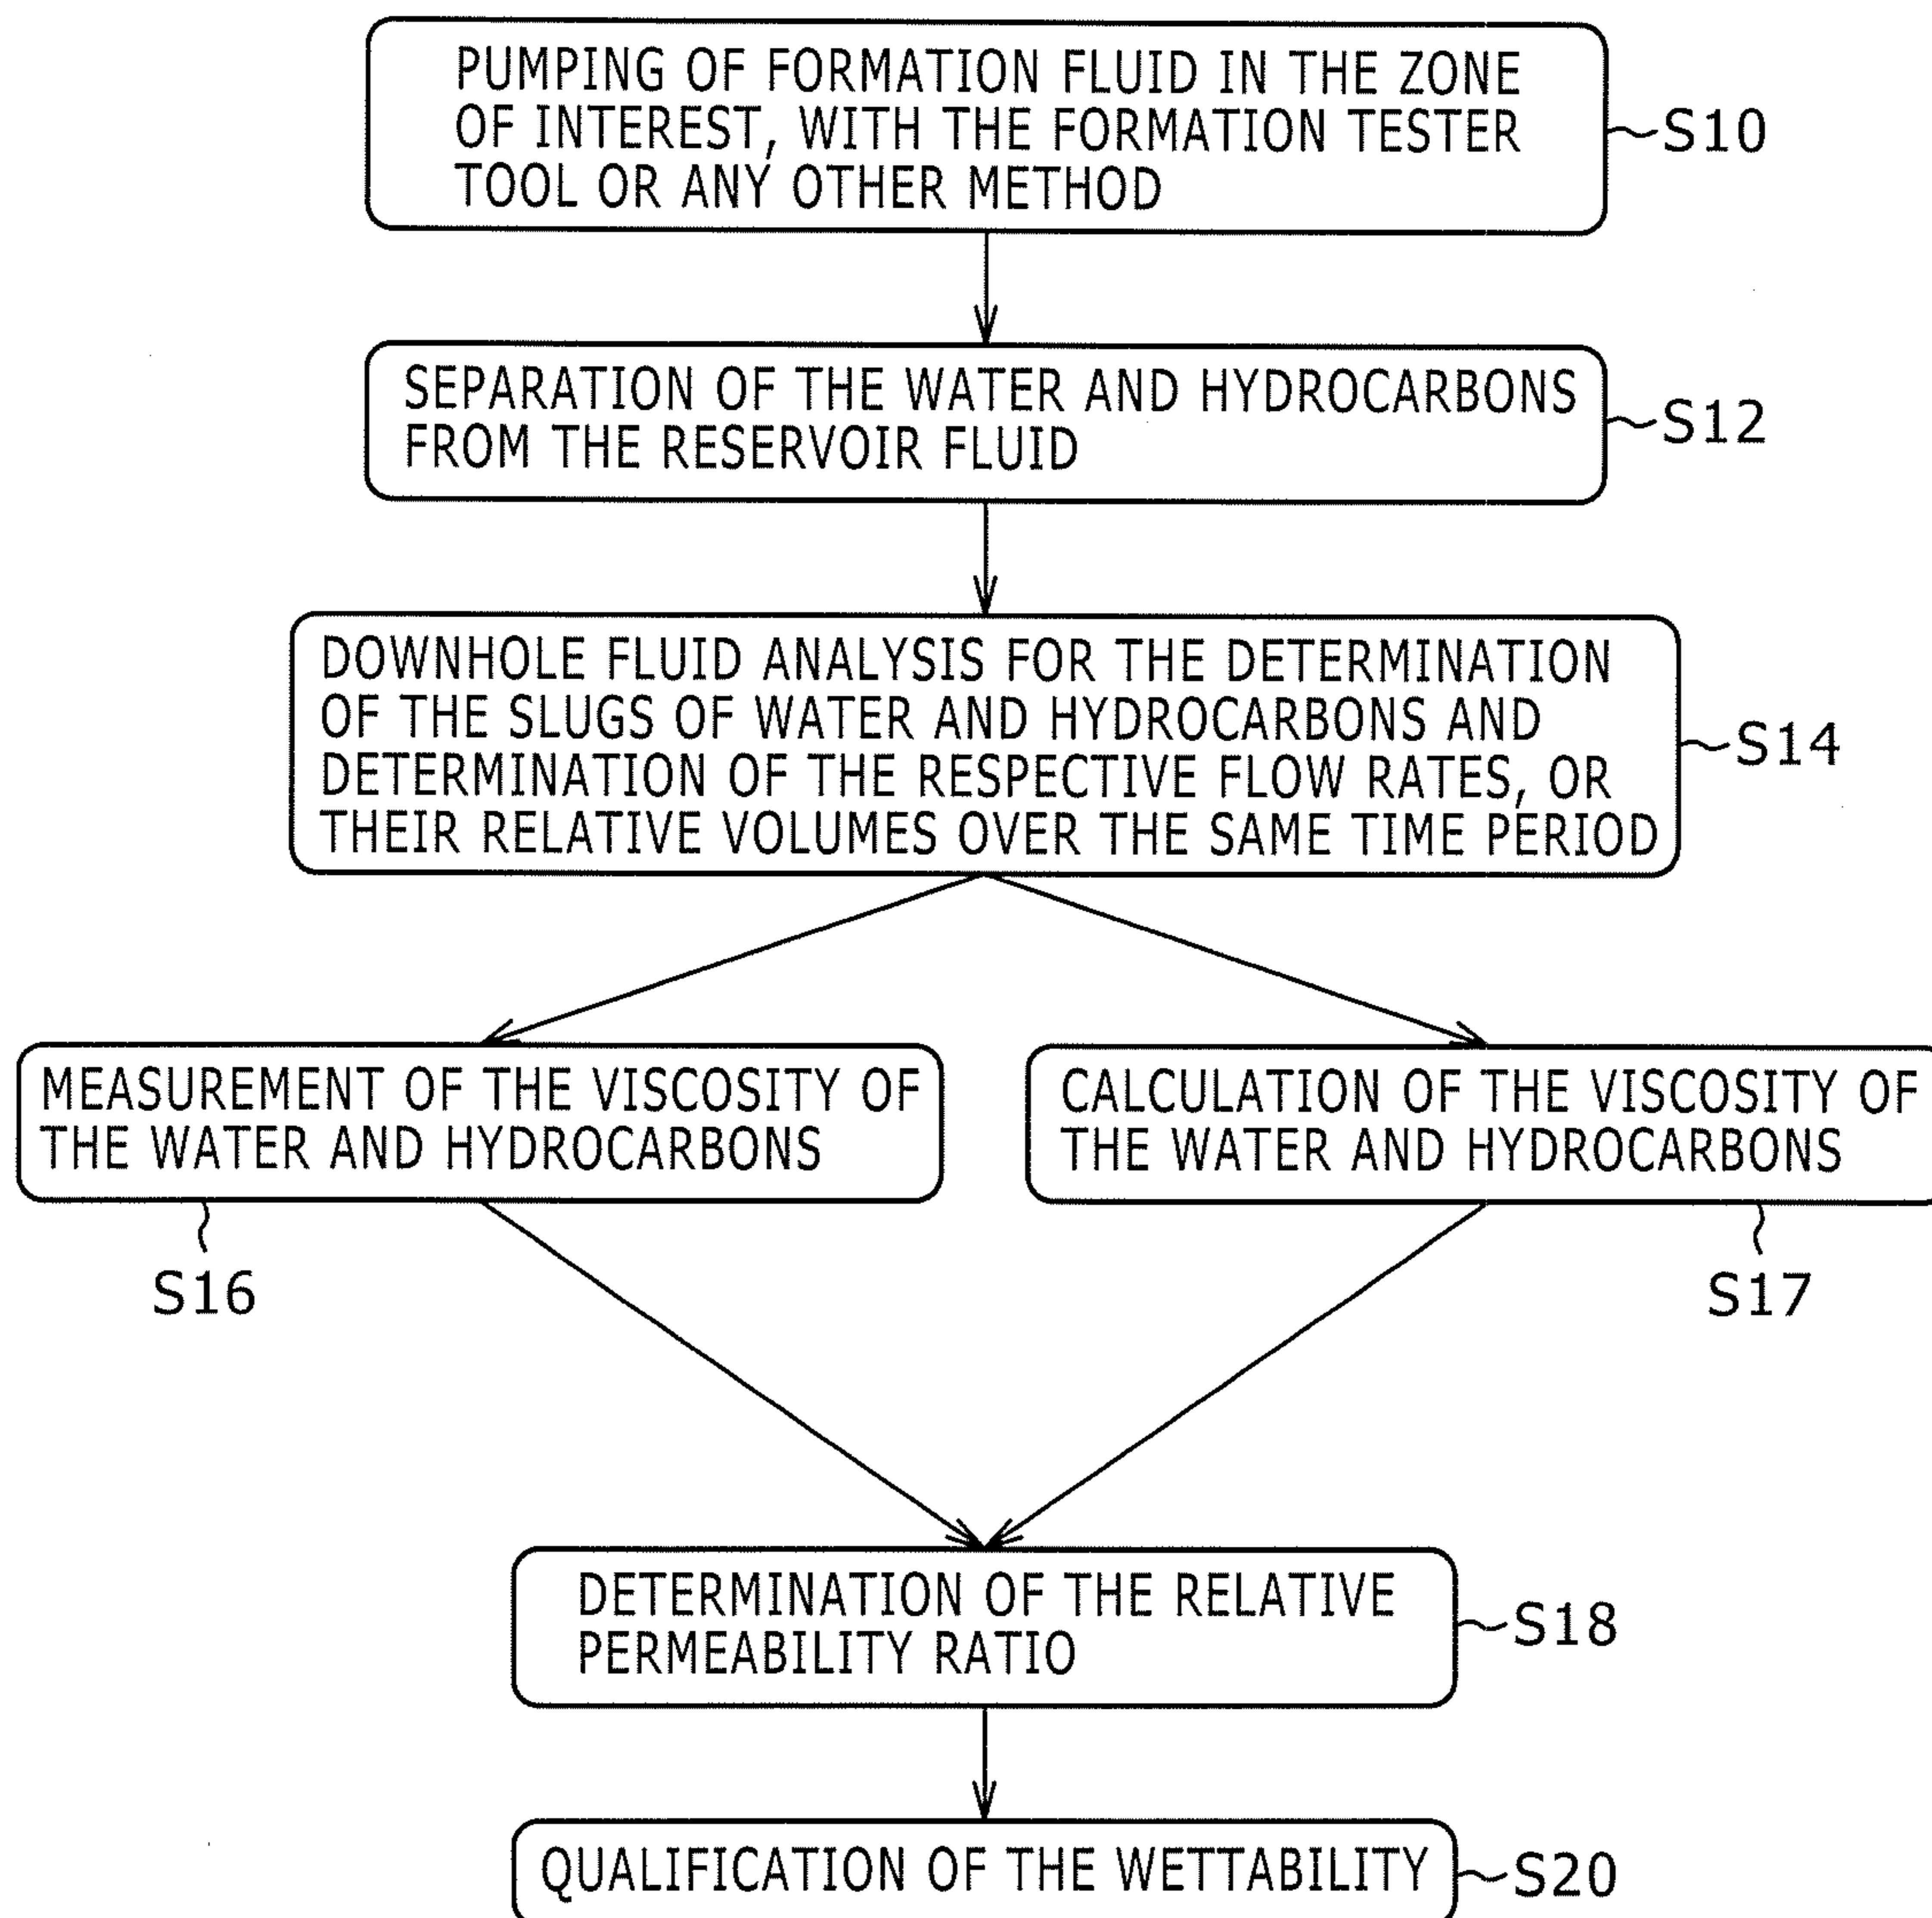 PUMPING OF FORMATION FLUID IN THE ZONE
OF INTEREST, WITH THE FORMATION TESTER
TOOL OR ANY OTHER METHOD
S10
SEPARATION OF THE WATER AND HYDROCARBONS
FROM THE RESERVOIR FLUID
S12
DOWNHOLE FLUID ANALYSIS FOR THE DETERMINATION
OF THE SLUGS OF WATER AND HYDROCARBONS AND
DETERMINATION OF THE RESPECTIVE FLOW RATES, OR
THEIR RELATIVE VOLUMES OVER THE SAME TIME PERIOD
S14
MEASUREMENT OF THE VISCOSITY OF
THE WATER AND HYDROCARBONS
S16
CALCULATION OF THE VISCOSITY OF
THE WATER AND HYDROCARBONS
S17
DETERMINATION OF THE RELATIVE
PERMEABILITY RATIO
S18
QUALIFICATION OF THE WETTABILITY
S20